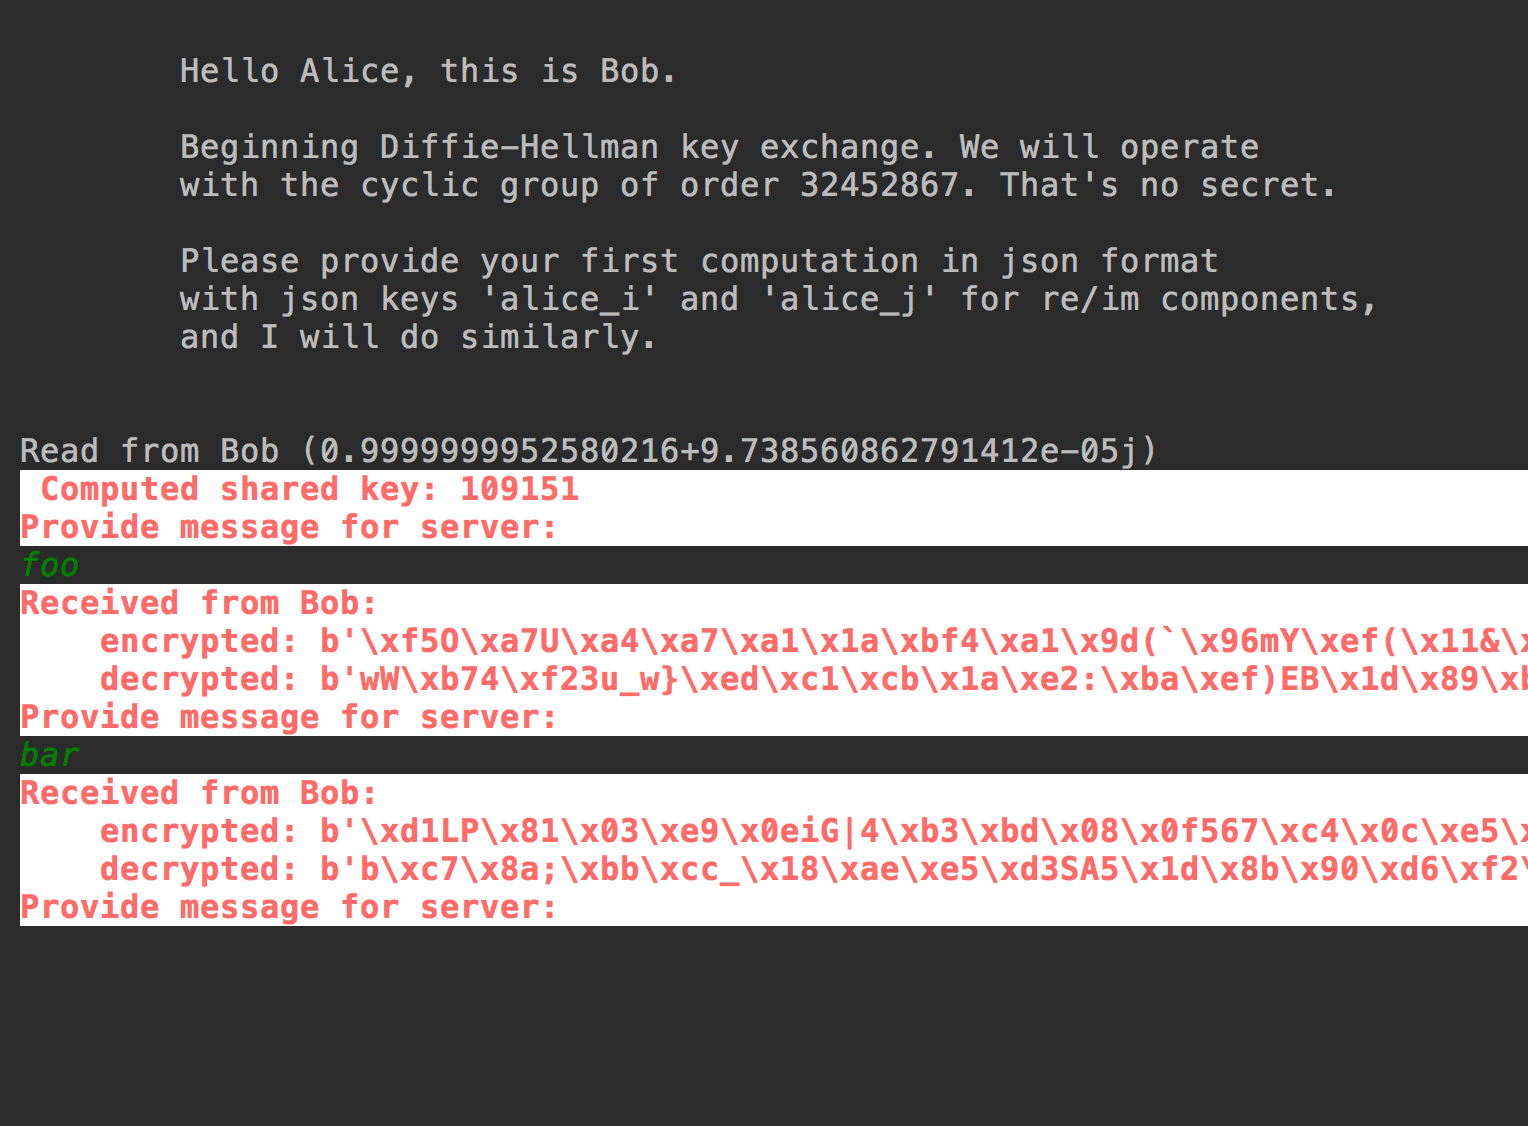 Hello Alice, this is Bob.
Beginning Diffie-Hellman key exchange. We will operate
with the cyclic group of order 32452867. That's no secret.
Please provide your first computation in json format
with json keys 'alice_i' and 'alice_j' for re/im components,
and I will do similarly.
Read from Bob (0.9999999952580216+9.738560862791412e-05j)
Computed shared key: 109151
Provide message for server:
foo
Received from Bob:
encrypted: b'\xf5O\xa7U\xa4\xa7\xa1\x1a\xbf4\xa1\x9d(`\x96mY\xef(\x11&\x
decrypted: b'wW\xb74\xf23u_w}\xed\xc1\xcb\x1a\xe2:\xba\xef)EB\x1d\x89\xb
Provide message for server:
bar
Received from Bob:
encrypted: b'\xd1LP\x81\x03\xe9\x0eiG|4\xb3\xbd\x08\x0f567\xc4\x0c\xe5\x
decrypted: b'b\xc7\x8a;\xbb\xcc_\x18\xae\xe5\xd3SA5\x1d\x8b\x90\xd6\xf2\
Provide message for server: